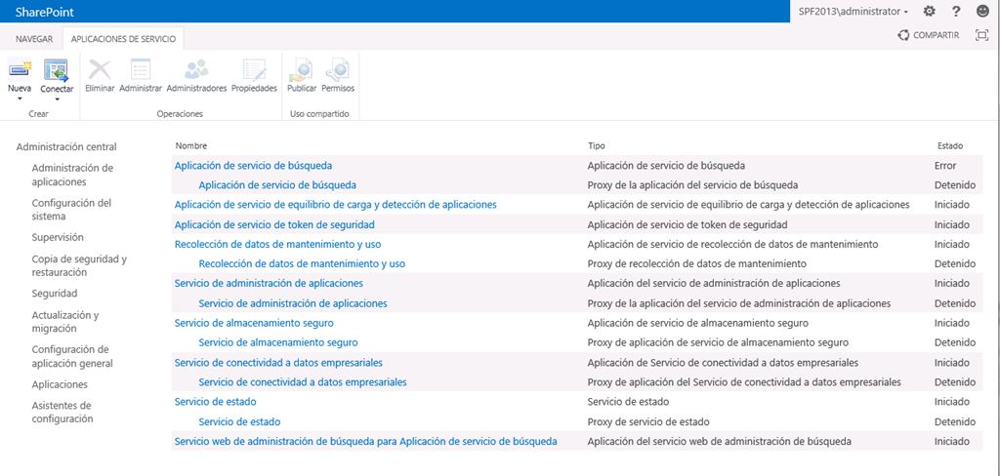 SharePoint
SPF2013\administrator
NAVEGAR
APLICACIONES DE SERVICIO
COMPARTIR
Nueva
Conectar
Eliminar
Administrar
Administradores
Propiedades
Publicar
Permisos
Crear
Operaciones
Uso compartido
Administración central
Administración de
aplicaciones
Configuración del
sistema
Supervisión
Copia de seguridad y
restauración
Seguridad
Actualización y
migración
Configuración de
aplicación general
Aplicaciones
Asistentes de
configuración
Nombre Tipo Estado
Aplicación de servicio de búsqueda Aplicación de servicio de búsqueda Error
Aplicación de servicio de búsqueda Proxy de la aplicación del servicio de búsqueda Detenido
Aplicación de servicio de equilibrio de carga y detección de aplicaciones Aplicación de servicio de equilibrio de carga y detección de aplicaciones Iniciado
Aplicación de servicio de token de seguridad Aplicación de servicio de token de seguridad Iniciado
Recolección de datos de mantenimiento y uso Aplicación de servicio de recolección de datos de mantenimiento Iniciado
Recolección de datos de mantenimiento y uso Proxy de recolección de datos de mantenimiento Detenido
Servicio de administración de aplicaciones Aplicación del servicio de administración de aplicaciones Iniciado
Servicio de administración de aplicaciones Proxy de la aplicación del servicio de administración de aplicaciones Detenido
Servicio de almacenamiento seguro Aplicación de servicio de almacenamiento seguro Iniciado
Servicio de almacenamiento seguro Proxy de aplicación de servicio de almacenamiento seguro Detenido
Servicio de conectividad a datos empresariales Aplicación de Servicio de conectividad a datos empresariales Iniciado
Servicio de conectividad a datos empresariales Proxy de aplicación del Servicio de conectividad a datos empresariales Detenido
Servicio de estado Servicio de estado Iniciado
Servicio de estado Proxy de servicio de estado Detenido
Servicio web de administración de búsqueda para Aplicación de servicio de búsqueda Aplicación del servicio web de administración de búsqueda Iniciado